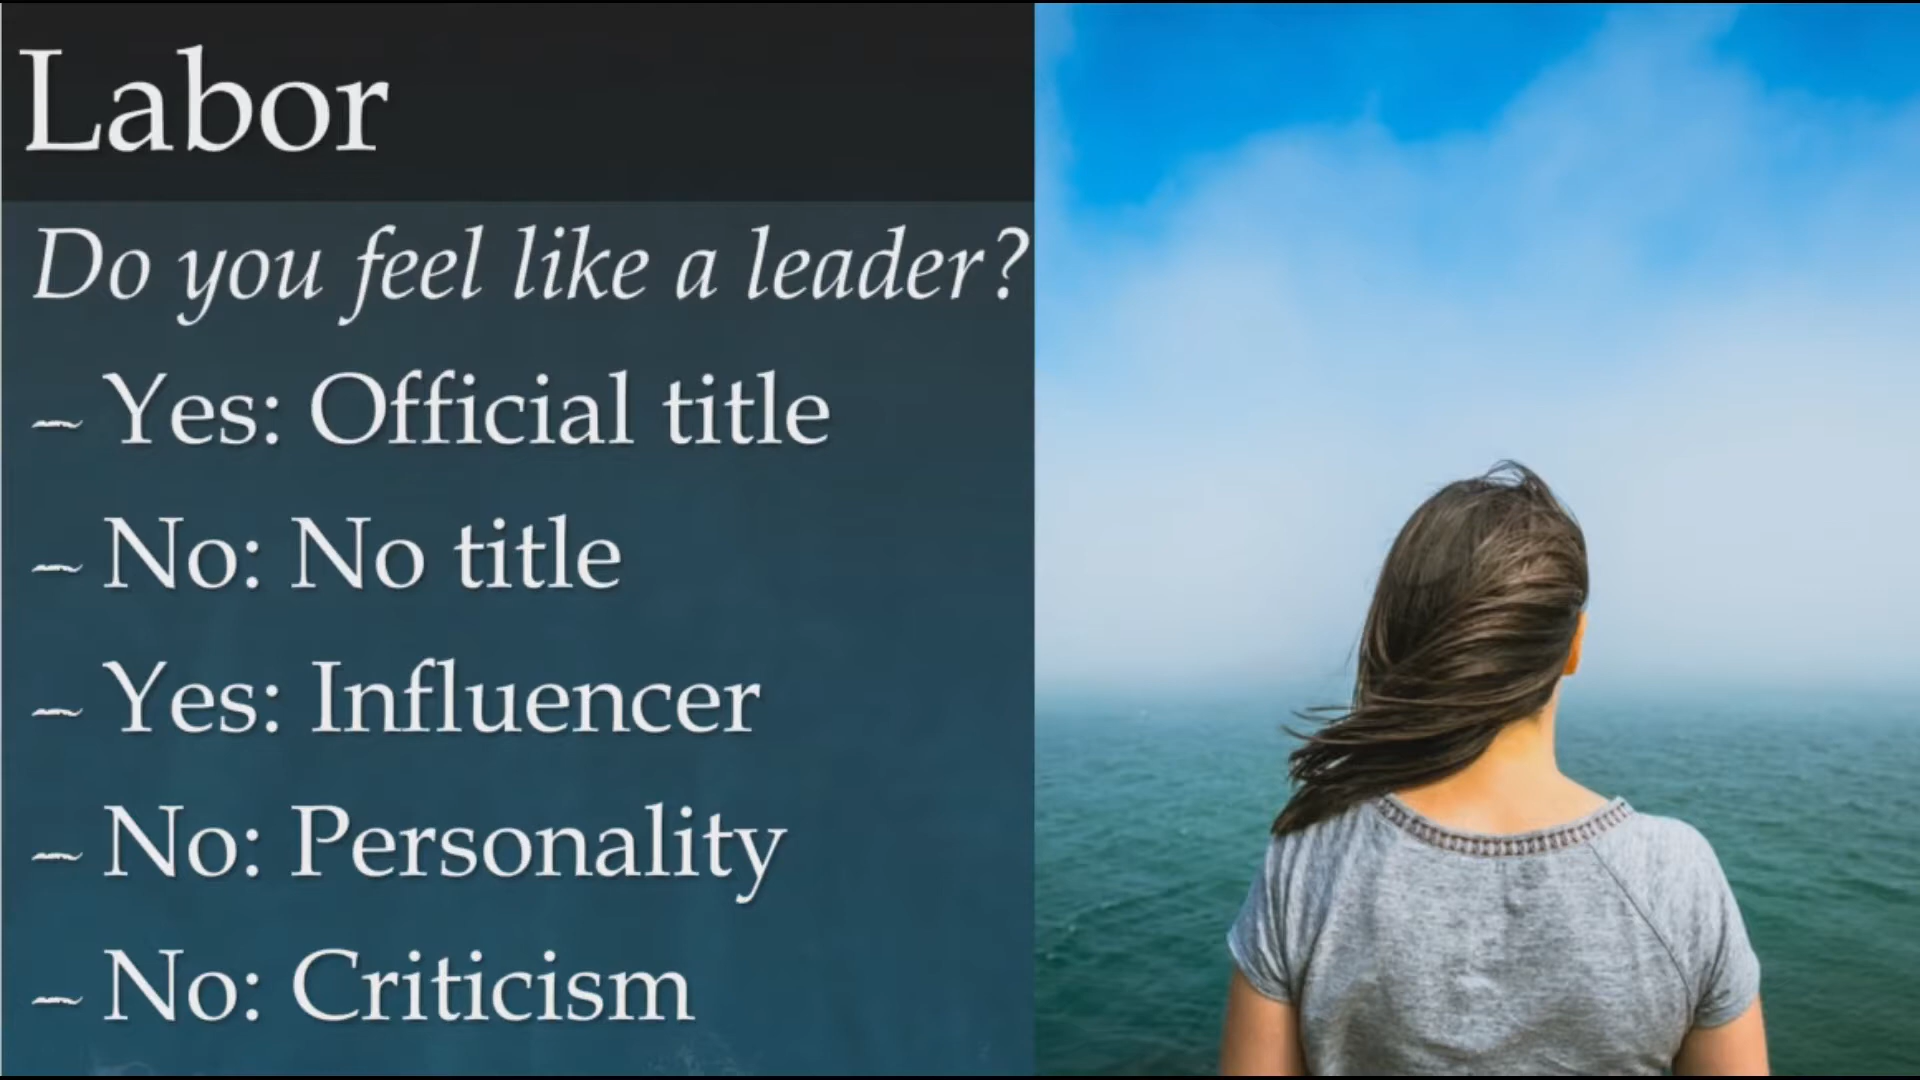 Labor
Do you feel like a leader?
~ Yes: Official title
~ No: No title
~ Yes: Influencer
~ No: Personality
~ No: Criticism